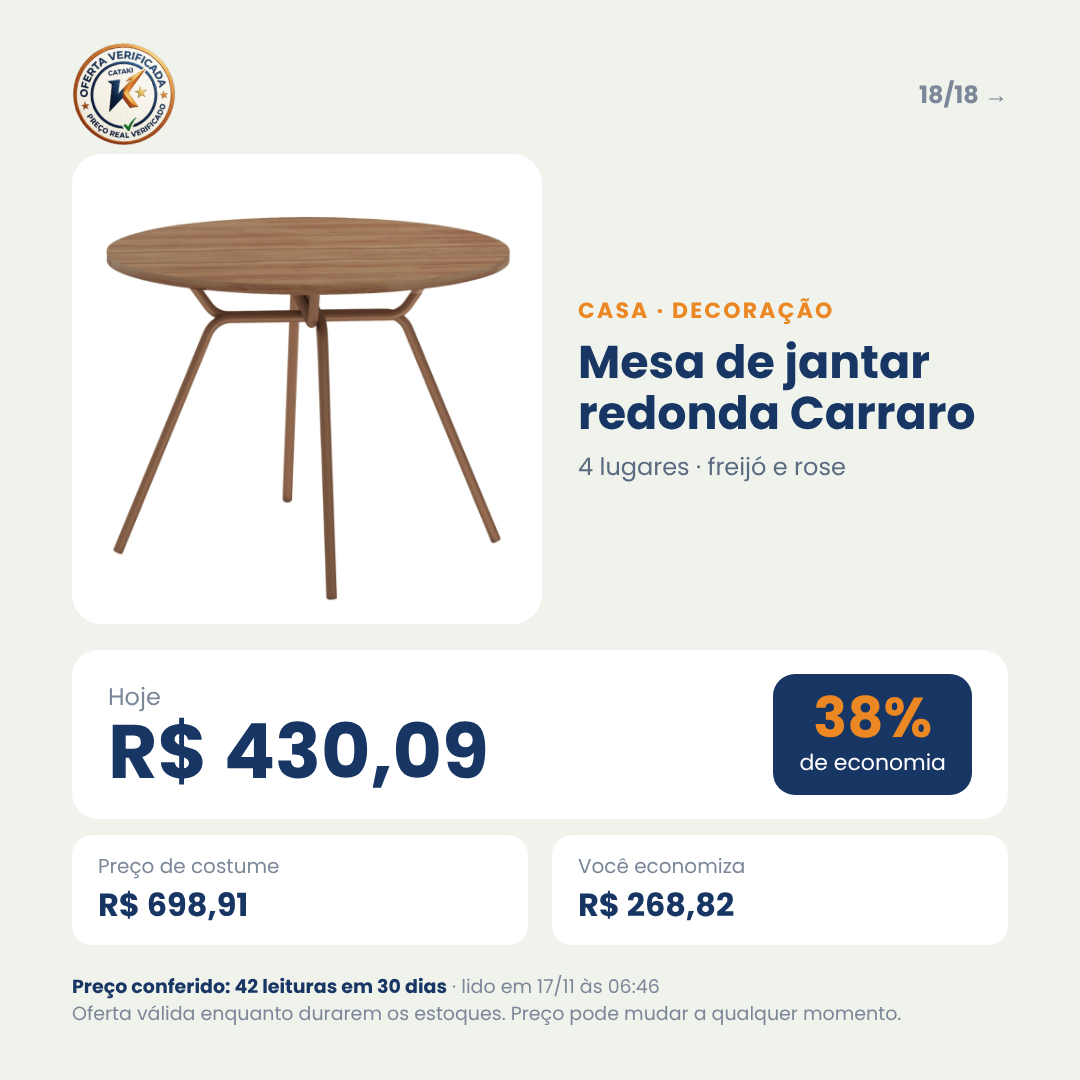 OFERTA VERIFICADA
CATAKI
K
PREÇO REAL VERIFICADO
18/18 →
CASA · DECORAÇÃO
Mesa de jantar
redonda Carraro
4 lugares · freijó e rose
Hoje
R$ 430,09
38%
de economia
Preço de costume
R$ 698,91
Você economiza
R$ 268,82
Preço conferido: 42 leituras em 30 dias · lido em 17/11 às 06:46
Oferta válida enquanto durarem os estoques. Preço pode mudar a qualquer momento.